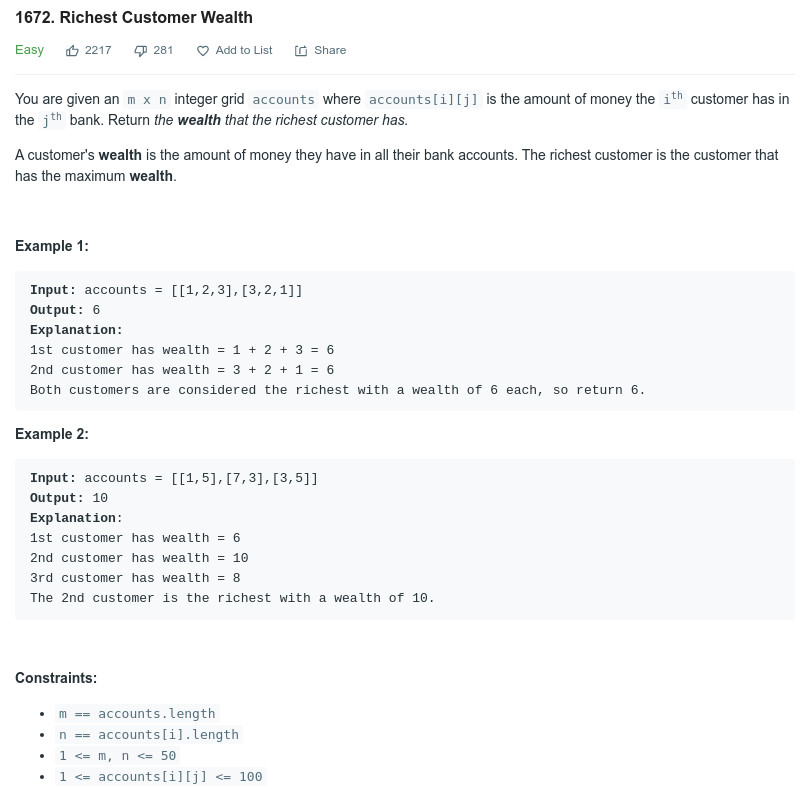 1672. Richest Customer Wealth
Easy 2217 281 Add to List Share
You are given an m x n integer grid accounts where accounts[i][j] is the amount of money the ith customer has in
the jth bank. Return the wealth that the richest customer has.
A customer's wealth is the amount of money they have in all their bank accounts. The richest customer is the customer that
has the maximum wealth.
Example 1:
Input: accounts = [[1,2,3],[3,2,1]]
Output: 6
Explanation:
1st customer has wealth = 1 + 2 + 3 = 6
2nd customer has wealth = 3 + 2 + 1 = 6
Both customers are considered the richest with a wealth of 6 each, so return 6.
Example 2:
Input: accounts = [[1,5],[7,3],[3,5]]
Output: 10
Explanation:
1st customer has wealth = 6
2nd customer has wealth = 10
3rd customer has wealth = 8
The 2nd customer is the richest with a wealth of 10.
Constraints:
• m == accounts.length
• n == accounts[i].length
• 1 <= m, n <= 50
• 1 <= accounts[i][j] <= 100